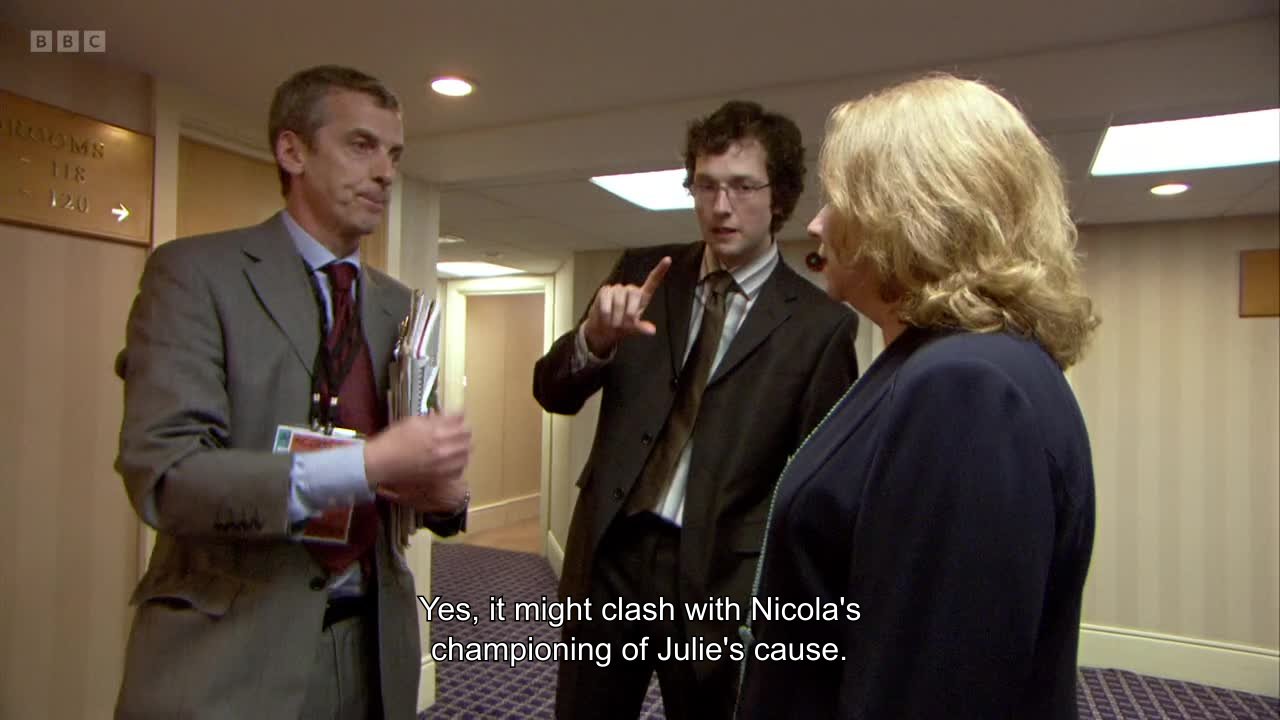 BBC
ROOMS
- 118
- 120 →
Yes, it might clash with Nicola's
championing of Julie's cause.